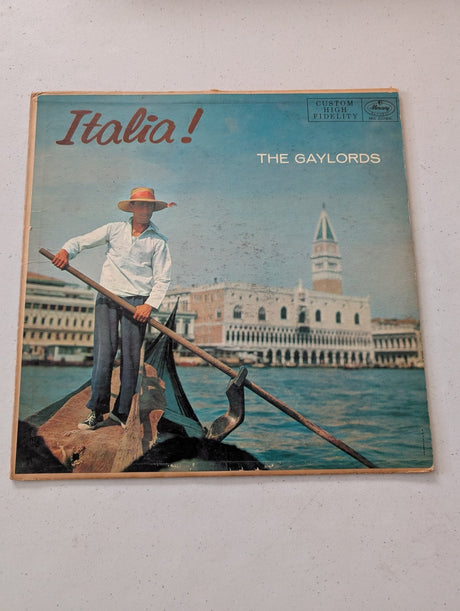 Italia!
CUSTOM
HIGH
FIDELITY
Mercury
THE GAYLORDS